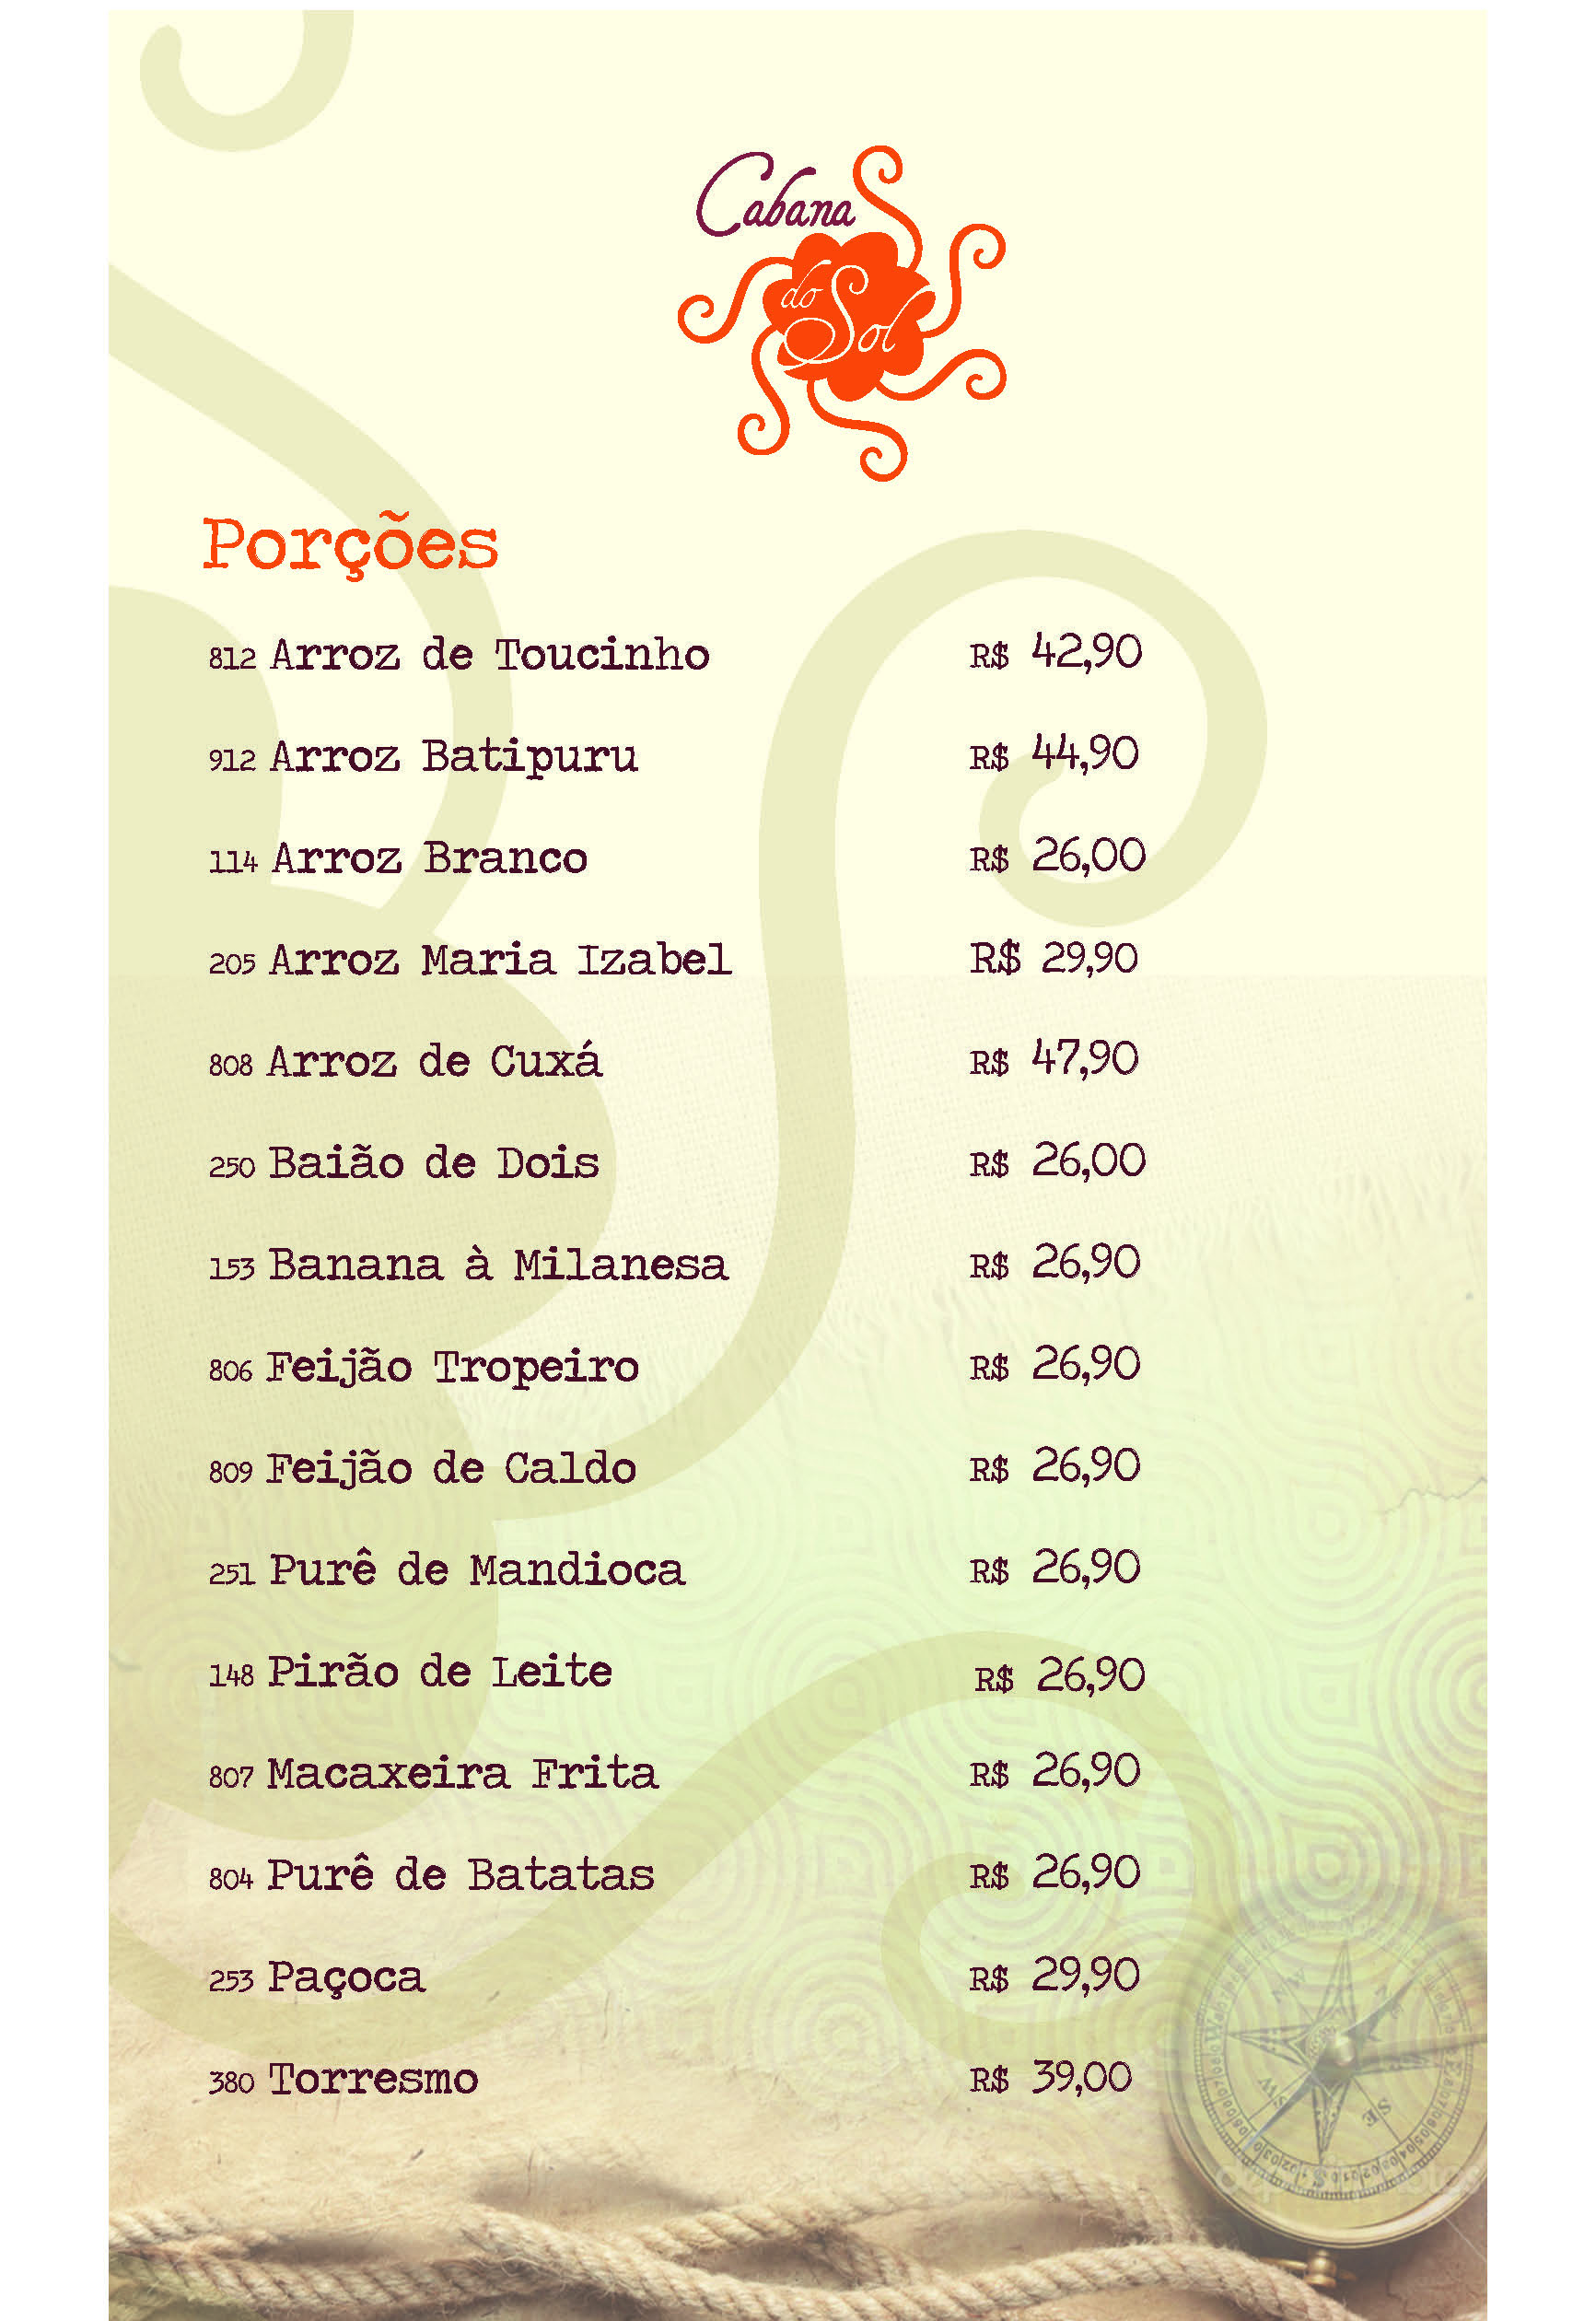 Cabana
do Sol
Porções
812 Arroz de Toucinho R$ 42,90
912 Arroz Batipuru R$ 44,90
114 Arroz Branco R$ 26,00
205 Arroz Maria Izabel R$ 29,90
808 Arroz de Cuxá R$ 47,90
250 Baião de Dois R$ 26,00
153 Banana à Milanesa R$ 26,90
806 Feijão Tropeiro R$ 26,90
809 Feijão de Caldo R$ 26,90
251 Purê de Mandioca R$ 26,90
148 Pirão de Leite R$ 26,90
807 Macaxeira Frita R$ 26,90
804 Purê de Batatas R$ 26,90
253 Paçoca R$ 29,90
380 Torresmo R$ 39,00
NW
SW
SE
S